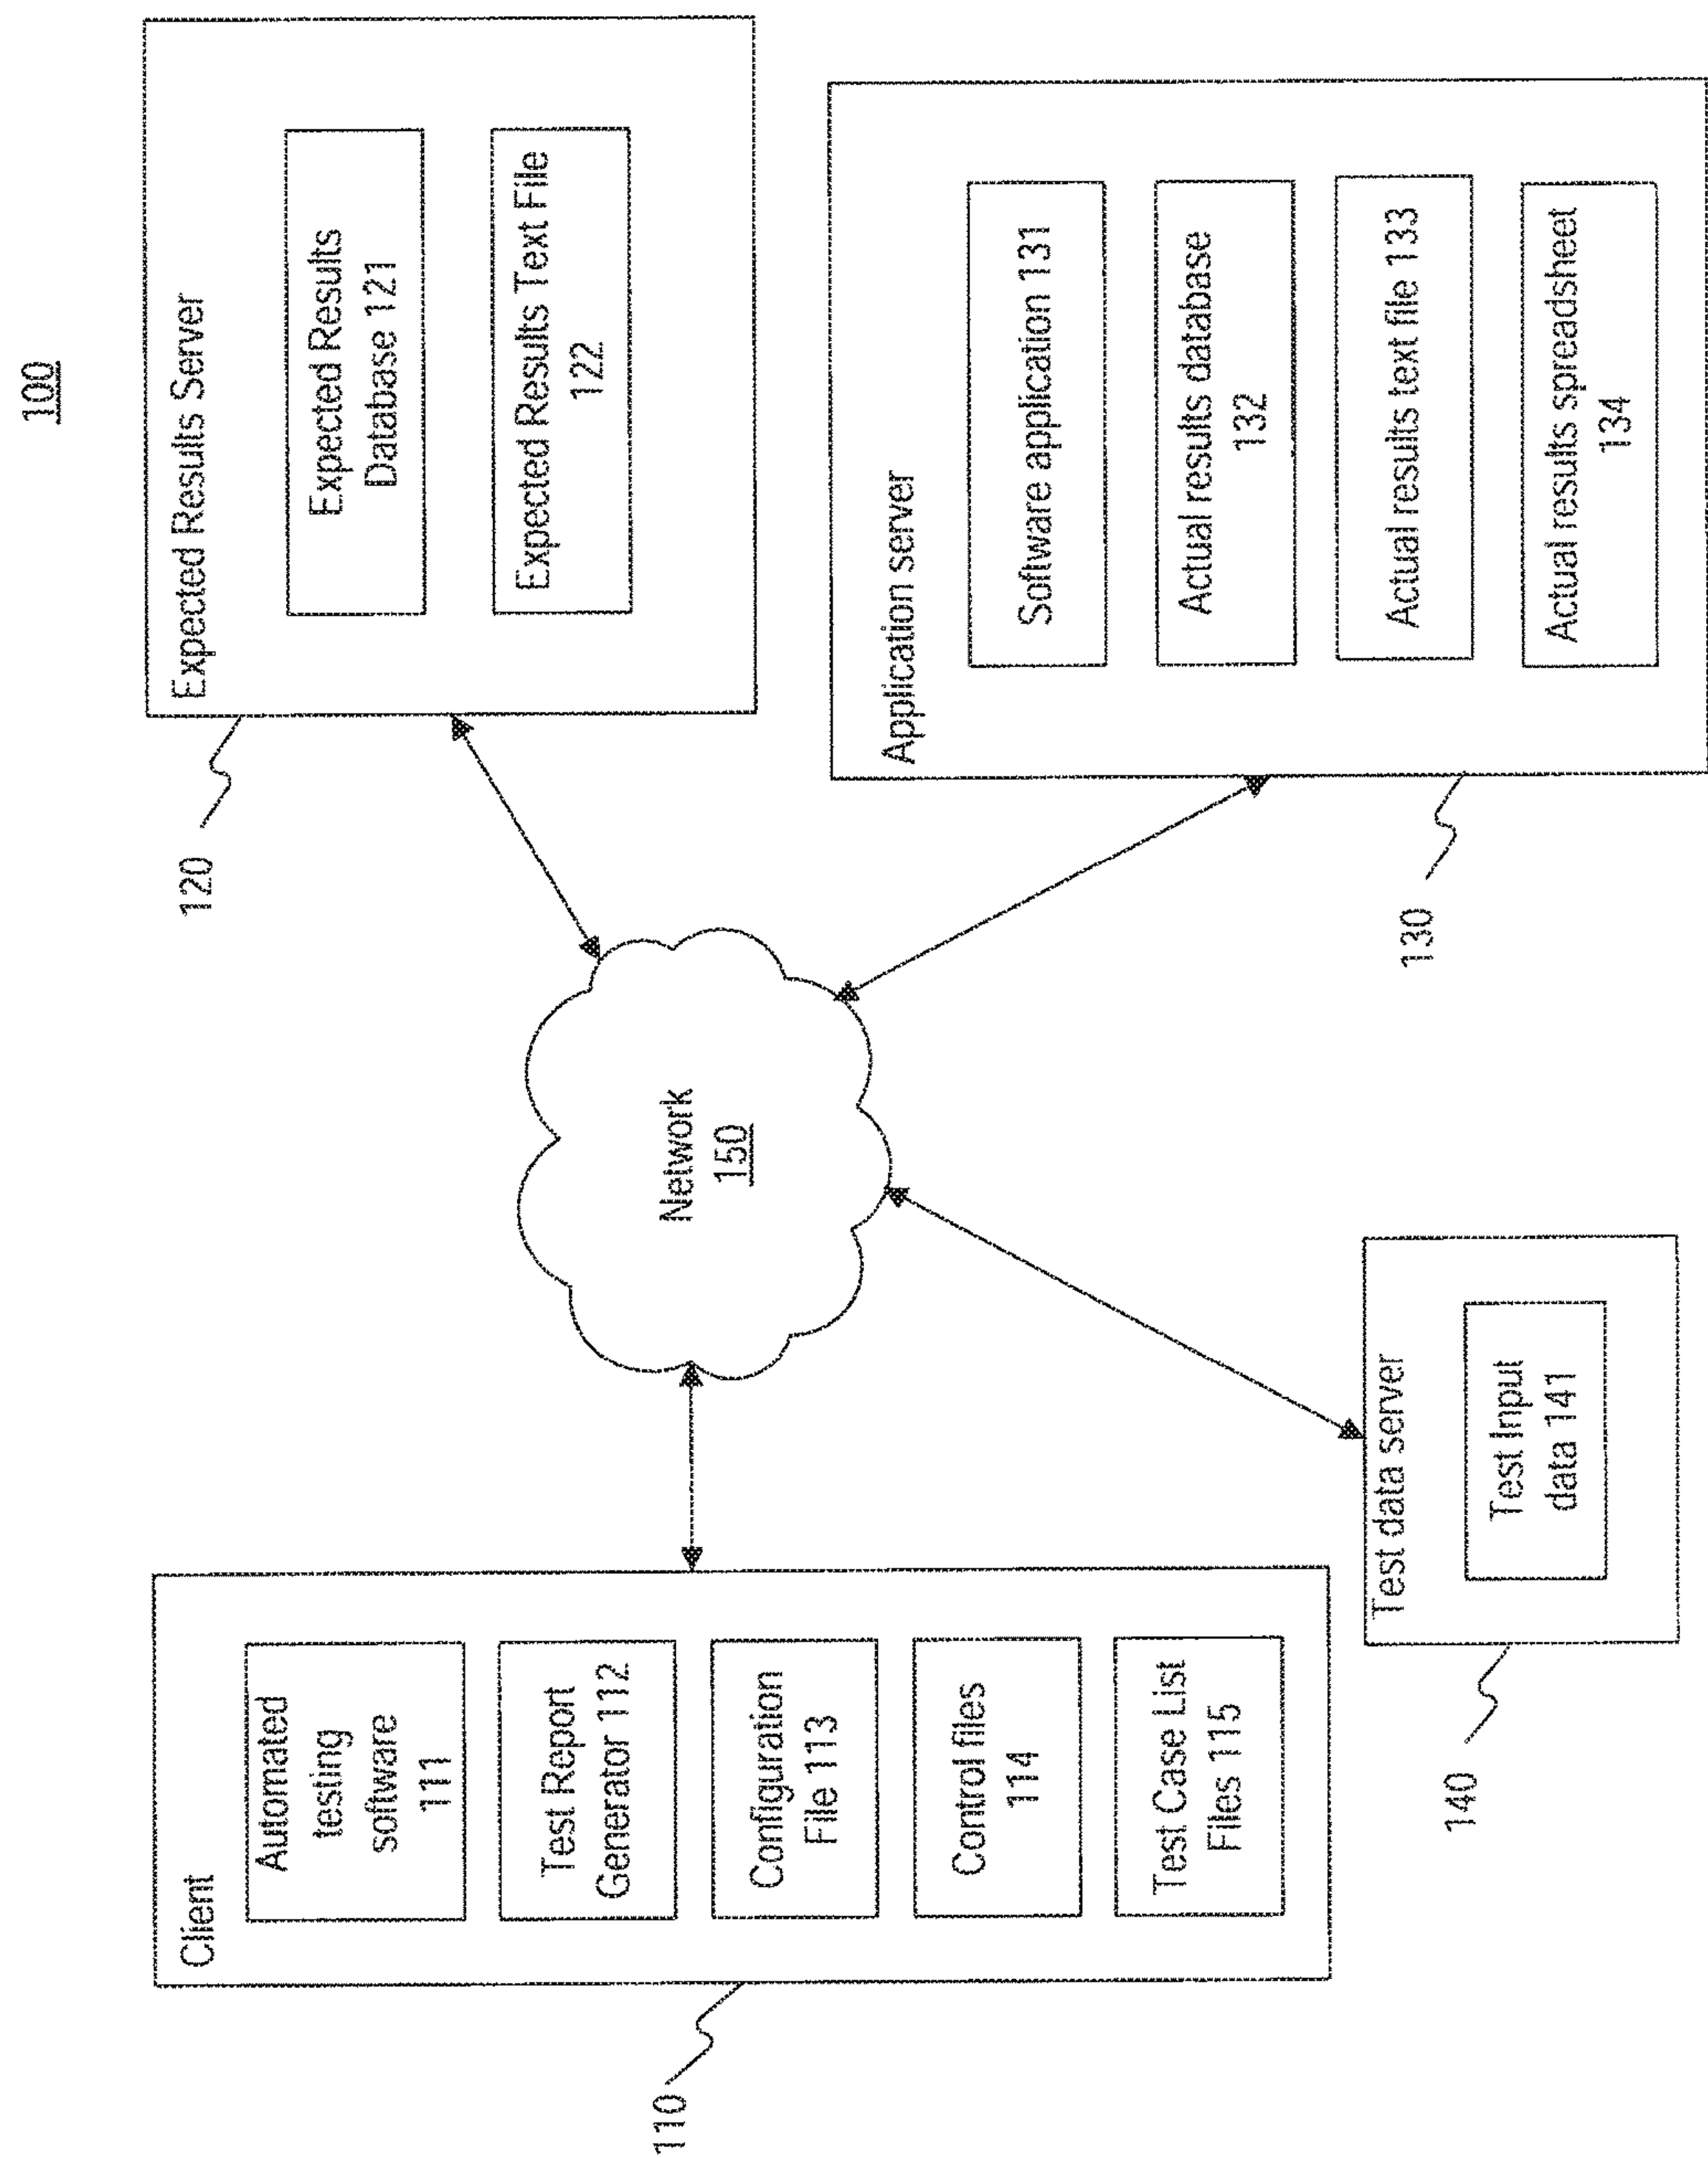 100
Client
Automated
testing
software
111
Test Report
Generator 112
Configuration
File 113
Control files
114
Test Case List
Files 115
110
Network
150
Expected Results Server
Expected Results
Database 121
Expected Results Text File
122
120
Application server
Software application 131
Actual results database
132
Actual results text file 133
Actual results spreadsheet
134
130
Test data server
Test Input
data 141
140